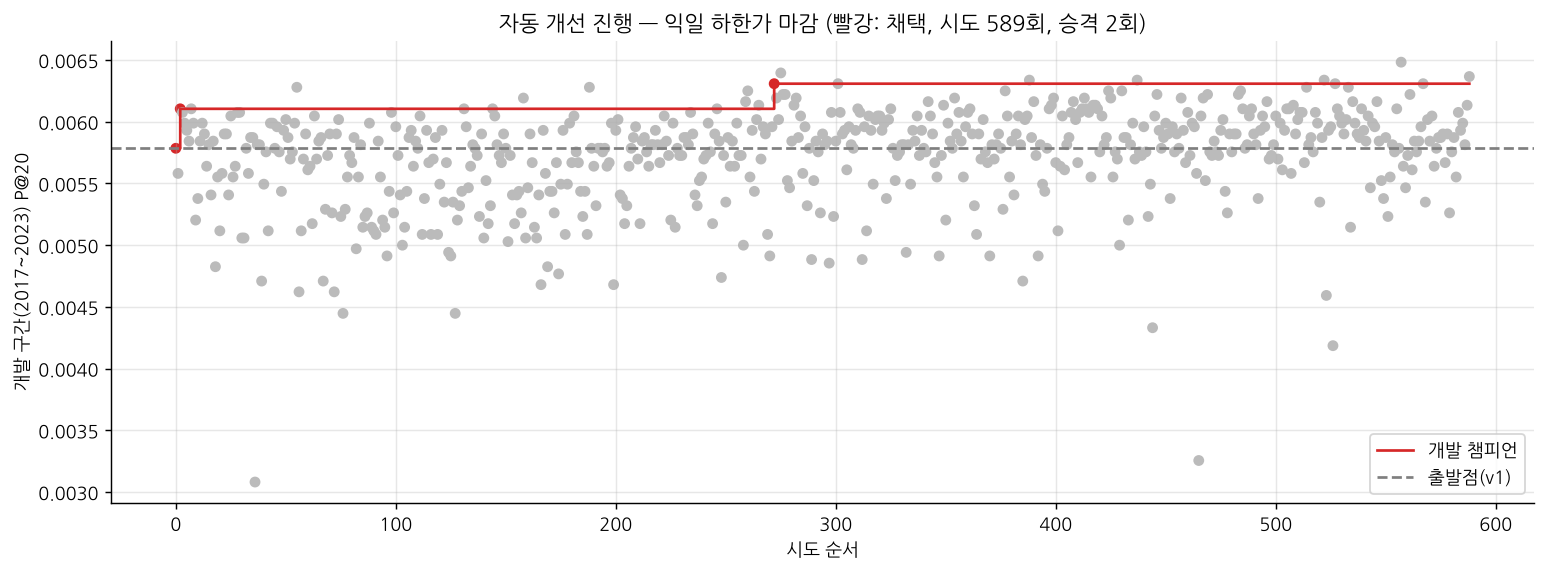 자동 개선 진행 — 익일 하한가 마감 (빨강: 채택, 시도 589회, 승격 2회)
개발 구간(2017~2023) P@20
0.0065
0.0060
0.0055
0.0050
0.0045
0.0040
0.0035
0.0030
개발 챔피언
출발점(v1)
0 100 200 300 400 500 600
시도 순서